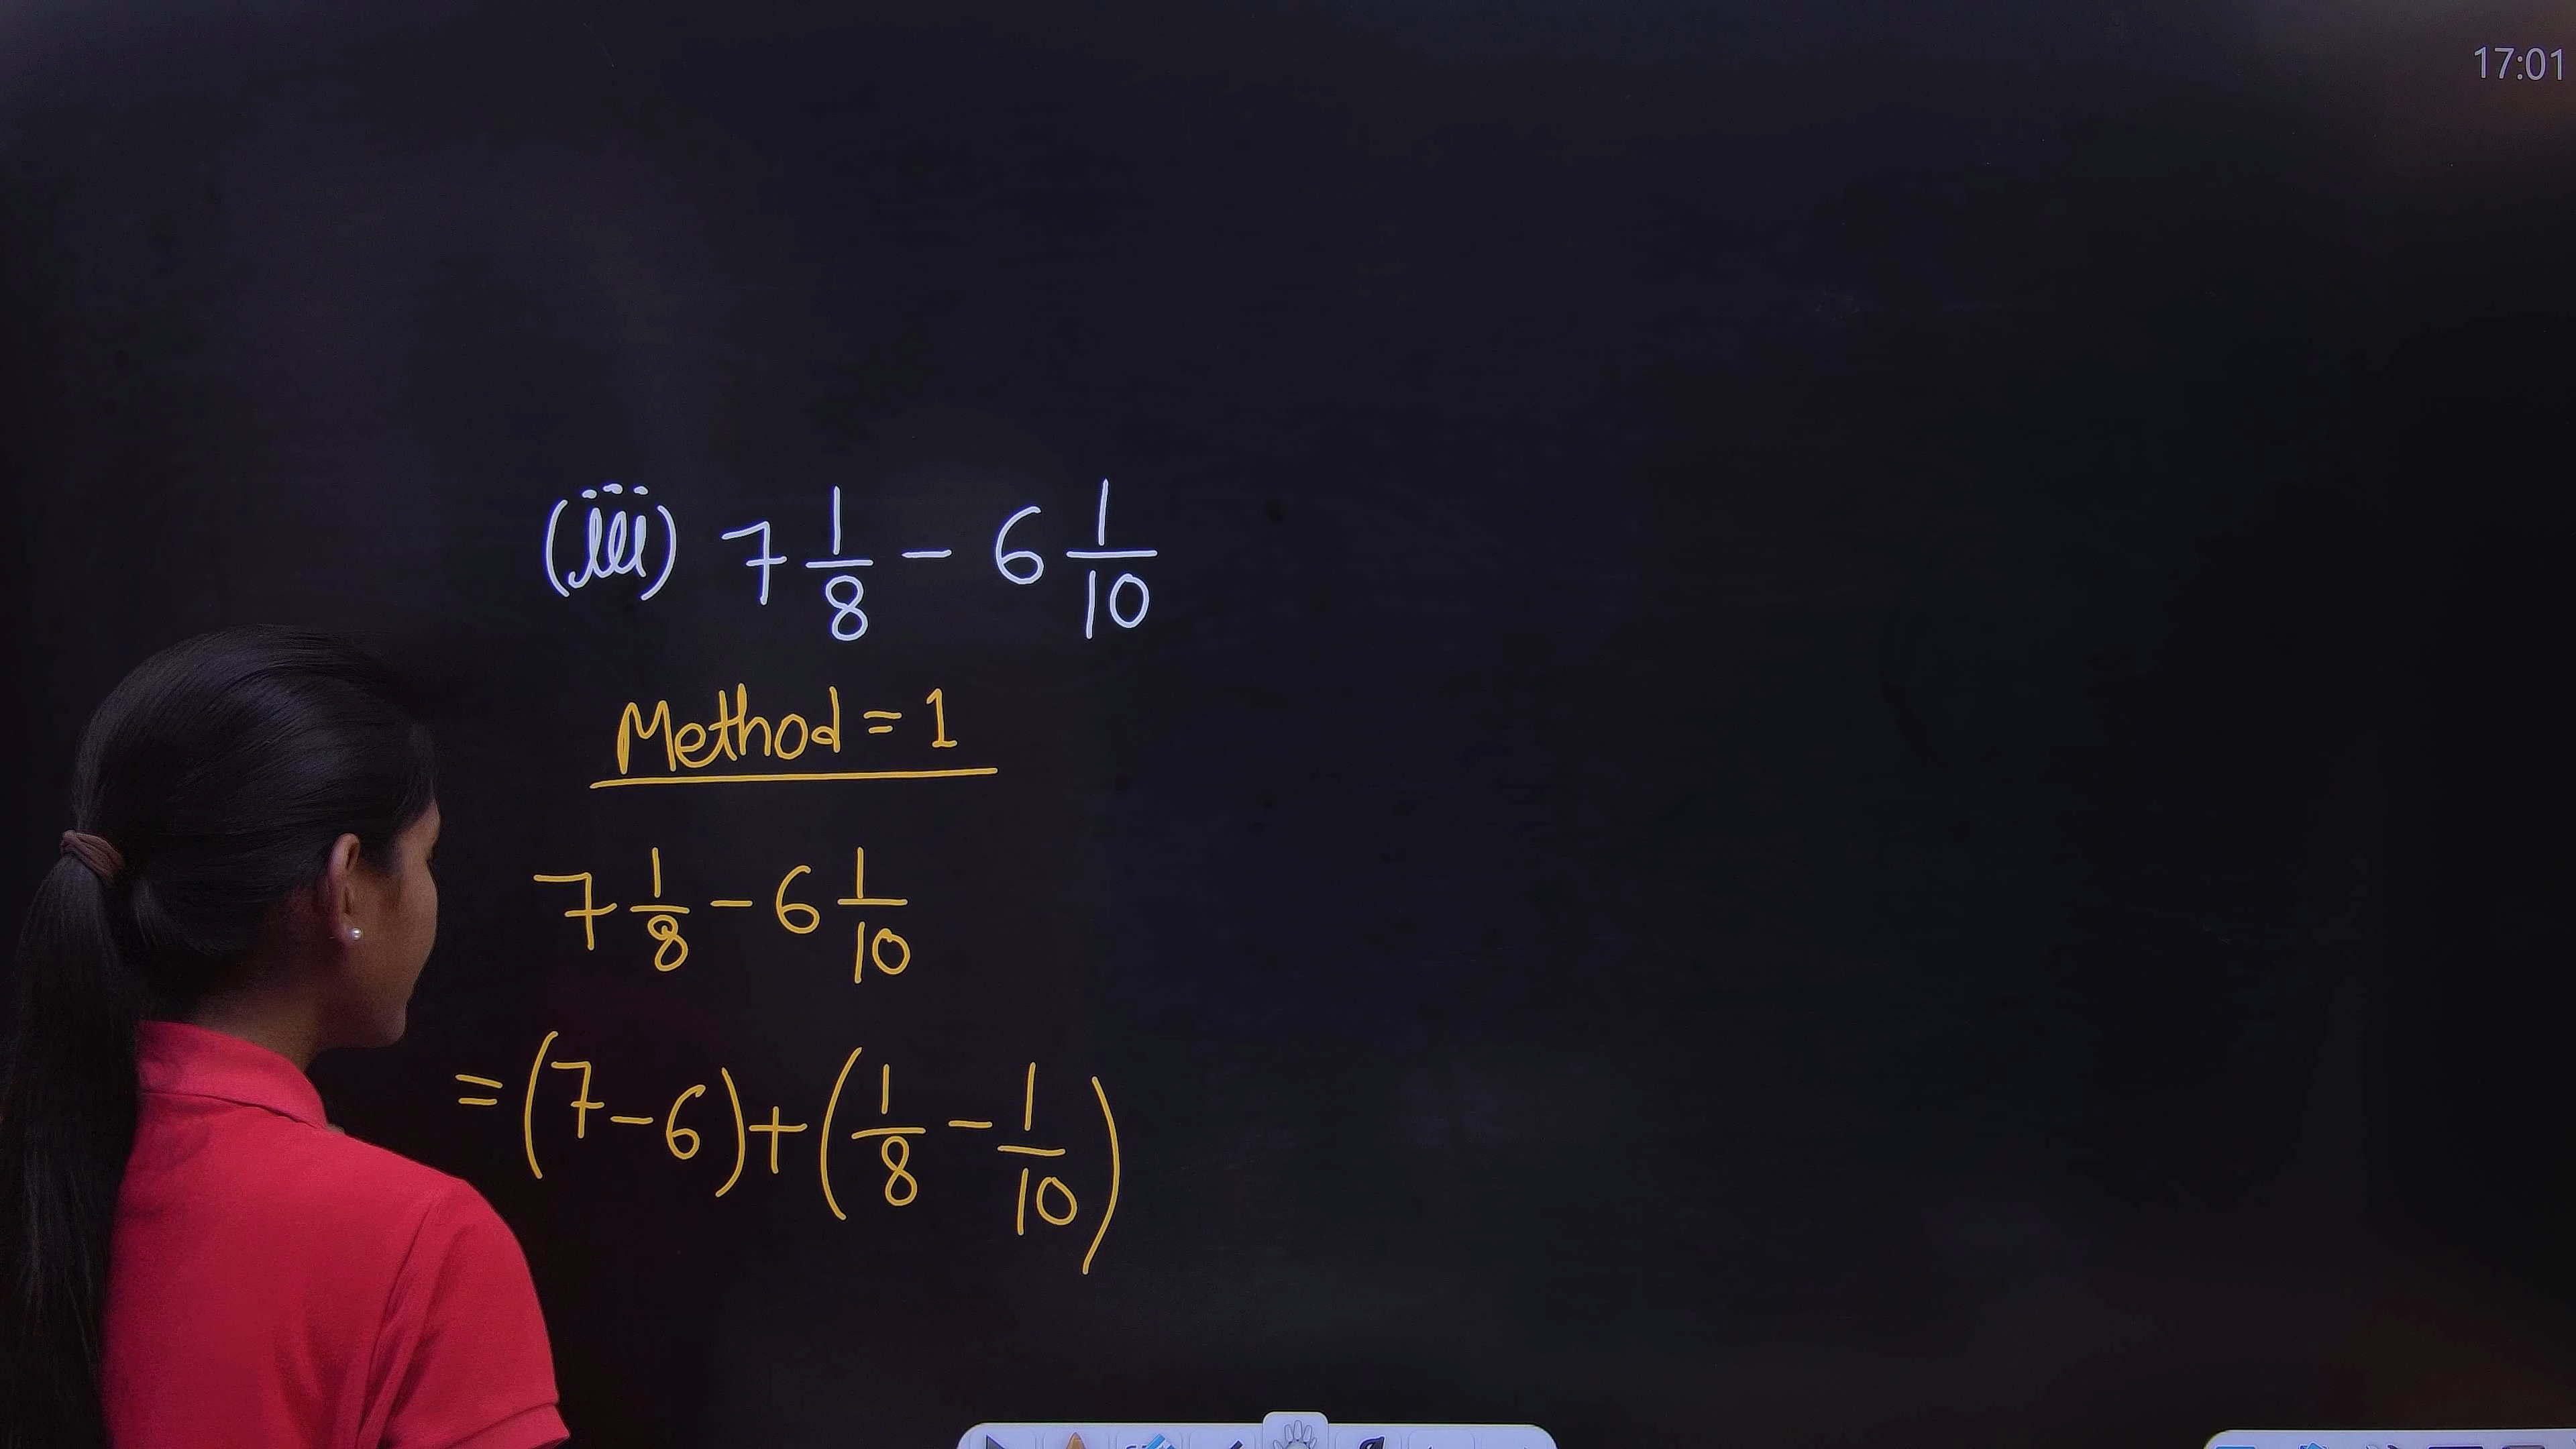 17:01
(iii) 7 1/8 - 6 1/10
Method = 1
7 1/8 - 6 1/10
= (7-6) + (1/8 - 1/10)